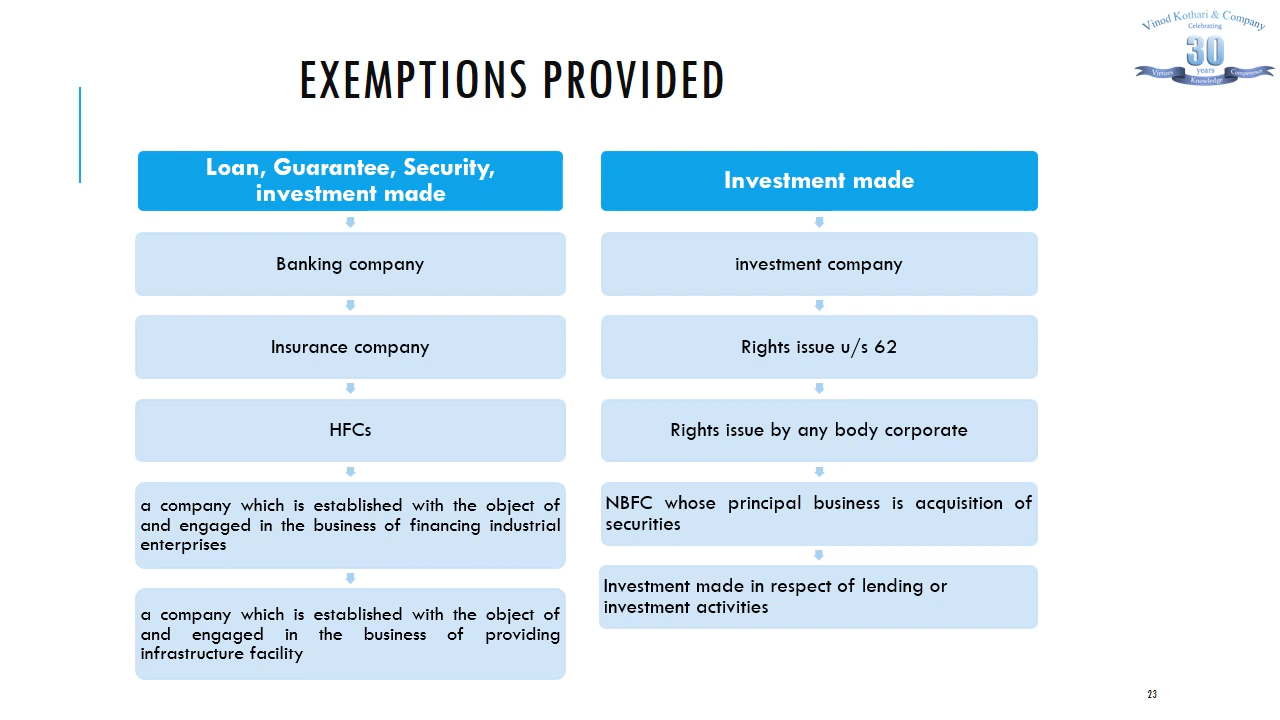 Vinod Kothari & Company
Celebrating
30
years
Virtues
Knowledge
Competence
EXEMPTIONS PROVIDED
Loan, Guarantee, Security,
investment made
Banking company
Insurance company
HFCs
a company which is established with the object of
and engaged in the business of financing industrial
enterprises
a company which is established with the object of
and engaged in the business of providing
infrastructure facility
Investment made
investment company
Rights issue u/s 62
Rights issue by any body corporate
NBFC whose principal business is acquisition of
securities
Investment made in respect of lending or
investment activities
23